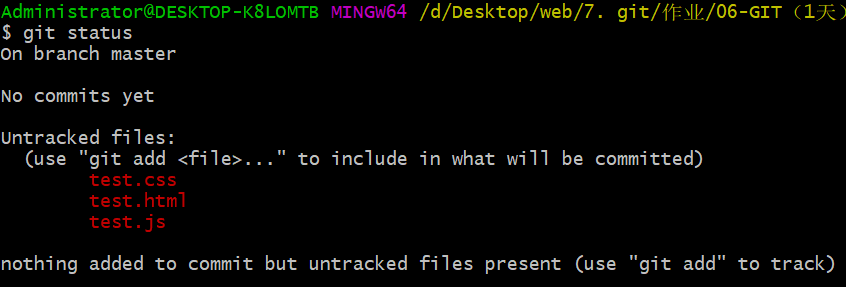 Administrator@DESKTOP-K8LOMTB MINGW64 /d/Desktop/web/7. git/作业/06-GIT（1天）
$ git status
On branch master
No commits yet
Untracked files:
(use "git add <file>..." to include in what will be committed)
test.css
test.html
test.js
nothing added to commit but untracked files present (use "git add" to track)